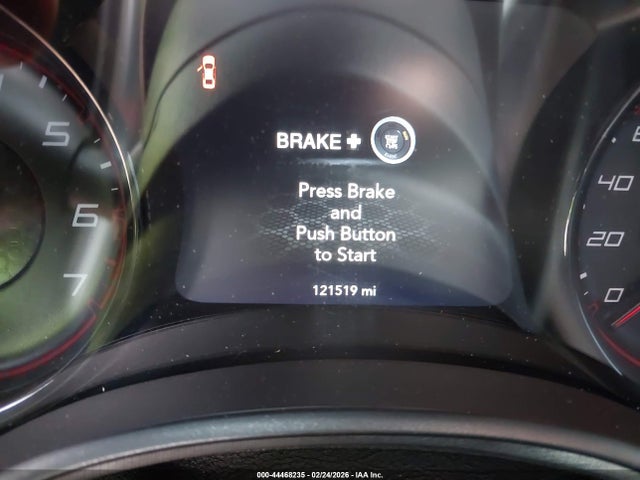 BRAKE +
Press Brake
and
Push Button
to Start
121519 mi
5
6
7
40
20
0
000-44468235 - 02/24/2026 - IAA Inc.